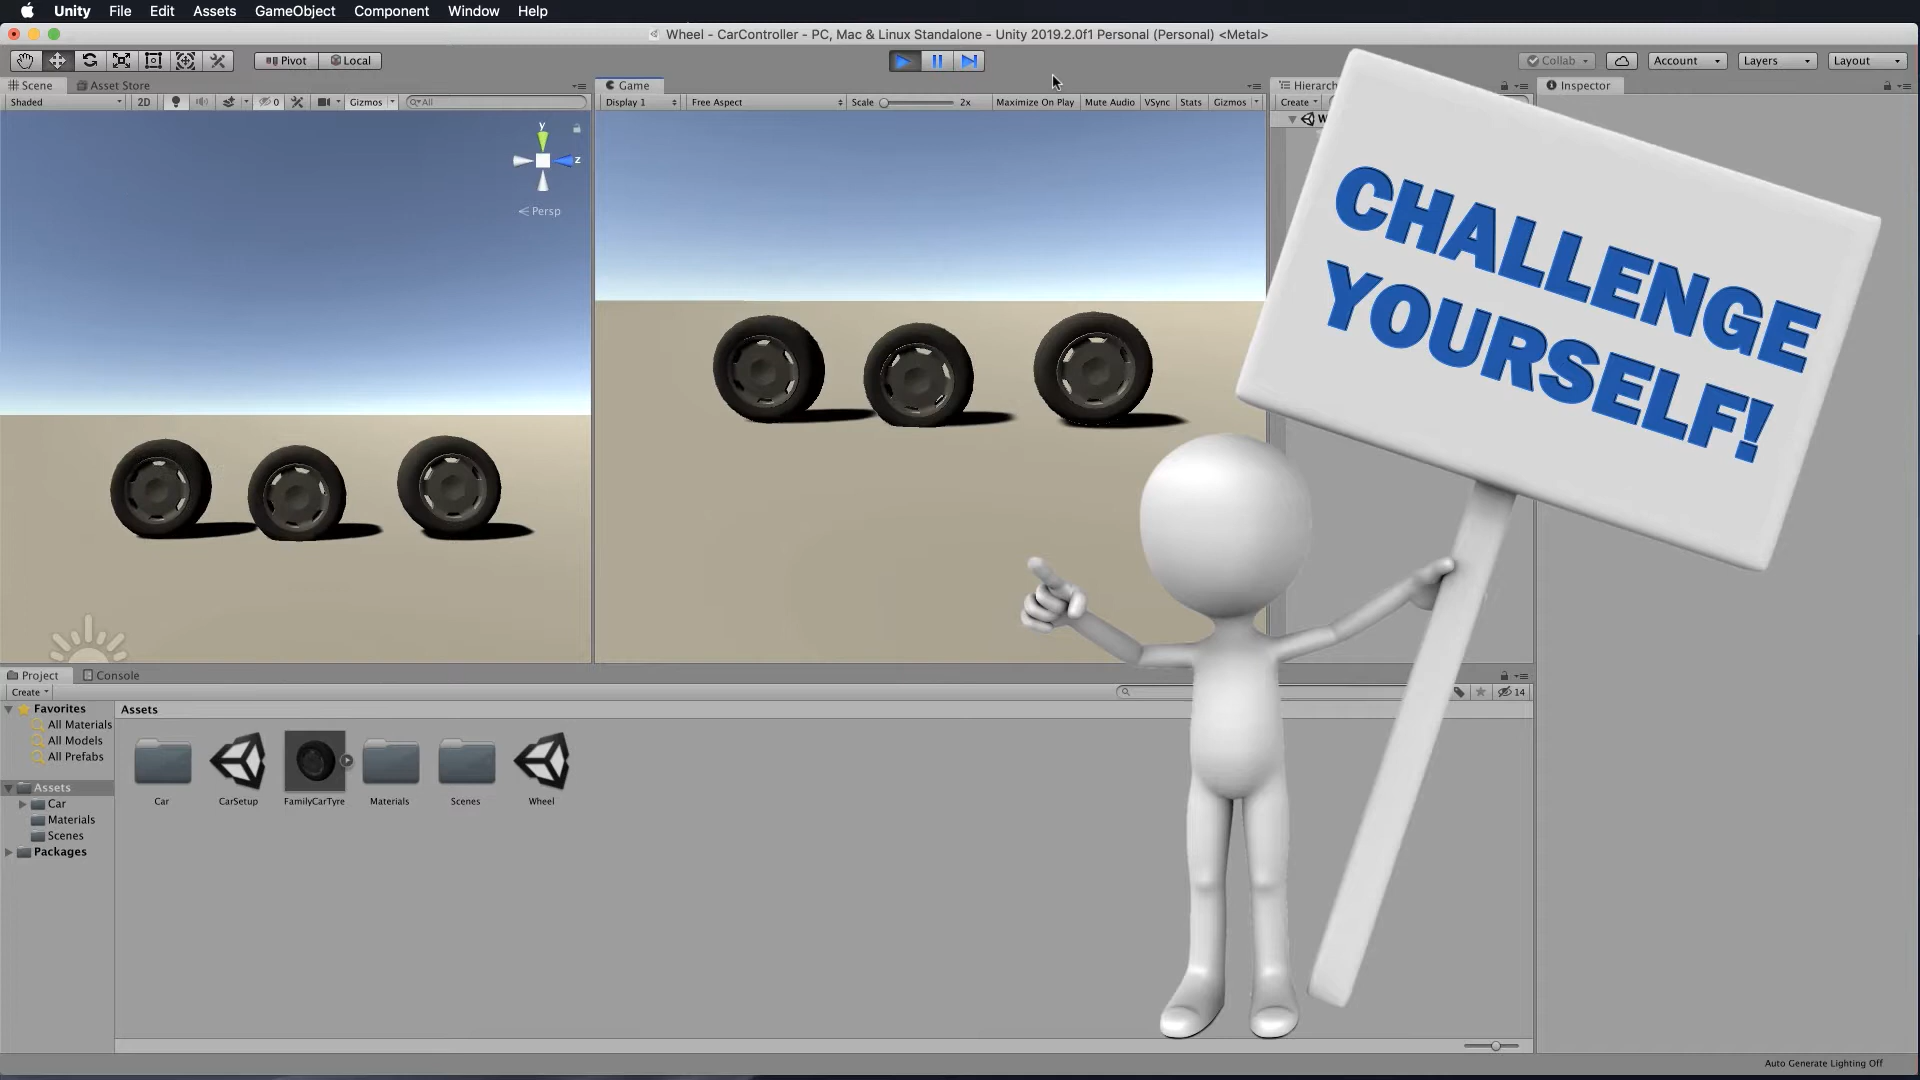 Unity File Edit Assets GameObject Component Window Help
Wheel - CarController - PC, Mac & Linux Standalone - Unity 2019.2.0f1 Personal (Personal) <Metal>
Pivot Local Collab Account Layers Layout
Scene Asset Store Game Hierarch Inspector
Shaded 2D 0 Gizmos All Display 1 Free Aspect Scale 2x Maximize On Play Mute Audio VSync Stats Gizmos Create
y
z
Persp
CHALLENGE
YOURSELF!
Project Console
Create 14
Favorites
All Materials
All Models
All Prefabs
Assets
Car
Materials
Scenes
Packages
Assets
Car CarSetup FamilyCarTyre Materials Scenes Wheel
Auto Generate Lighting Off